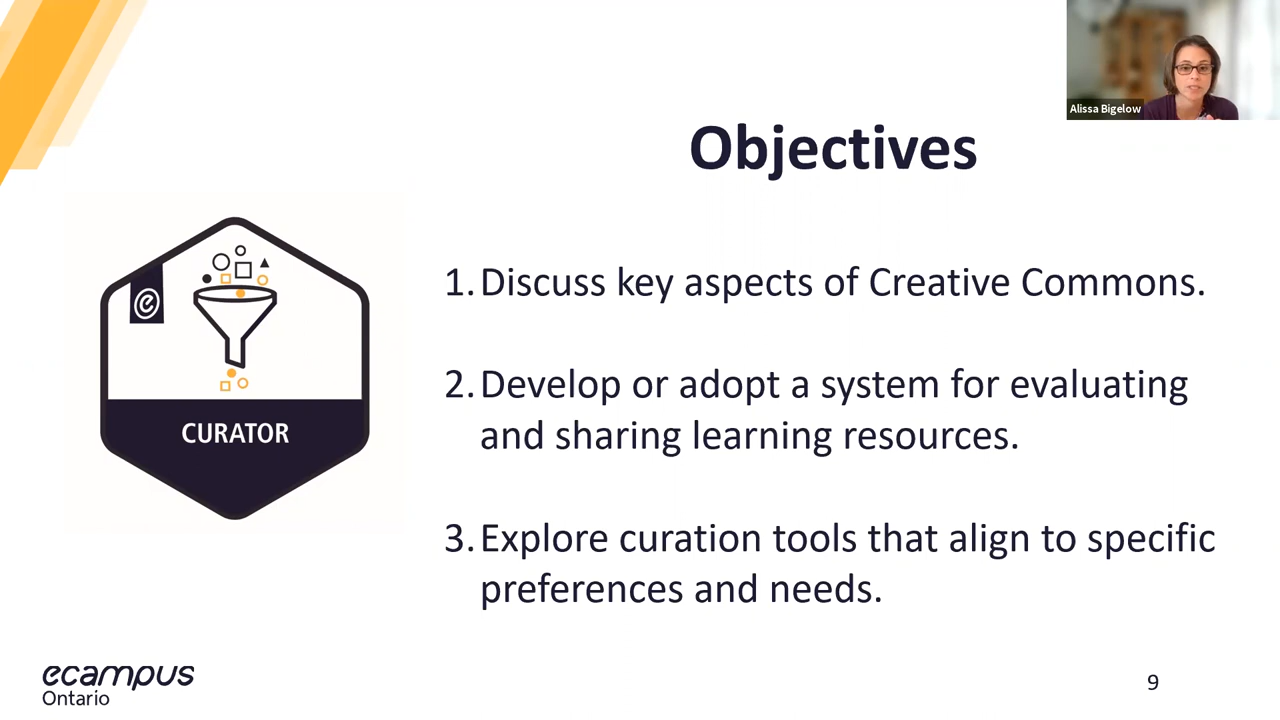 Alissa Bigelow
Objectives
e
CURATOR
1. Discuss key aspects of Creative Commons.
2. Develop or adopt a system for evaluating
and sharing learning resources.
3. Explore curation tools that align to specific
preferences and needs.
ecampus
Ontario
9